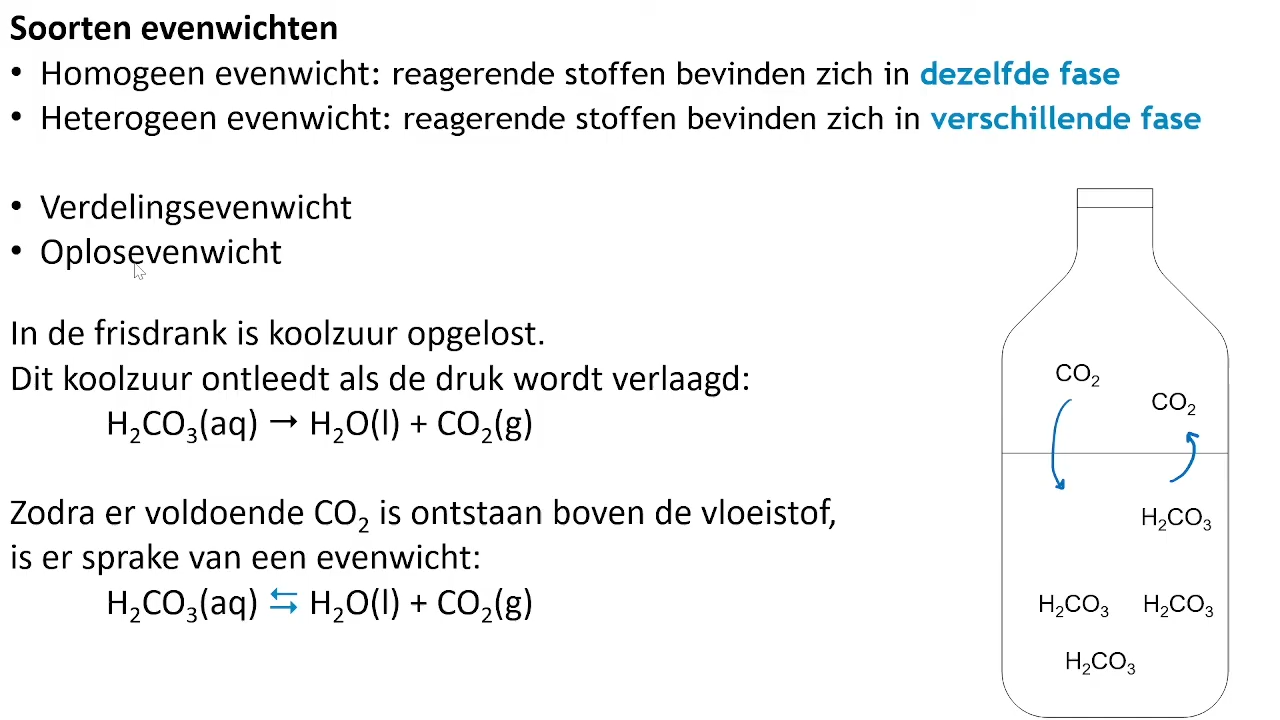 Soorten evenwichten
• Homogeen evenwicht: reagerende stoffen bevinden zich in dezelfde fase
• Heterogeen evenwicht: reagerende stoffen bevinden zich in verschillende fase
• Verdelingsevenwicht
• Oplosevenwicht
In de frisdrank is koolzuur opgelost.
Dit koolzuur ontleedt als de druk wordt verlaagd:
H₂CO₃(aq) → H₂O(l) + CO₂(g)
Zodra er voldoende CO₂ is ontstaan boven de vloeistof,
is er sprake van een evenwicht:
H₂CO₃(aq) ⇆ H₂O(l) + CO₂(g)
CO₂
CO₂
H₂CO₃
H₂CO₃ H₂CO₃
H₂CO₃